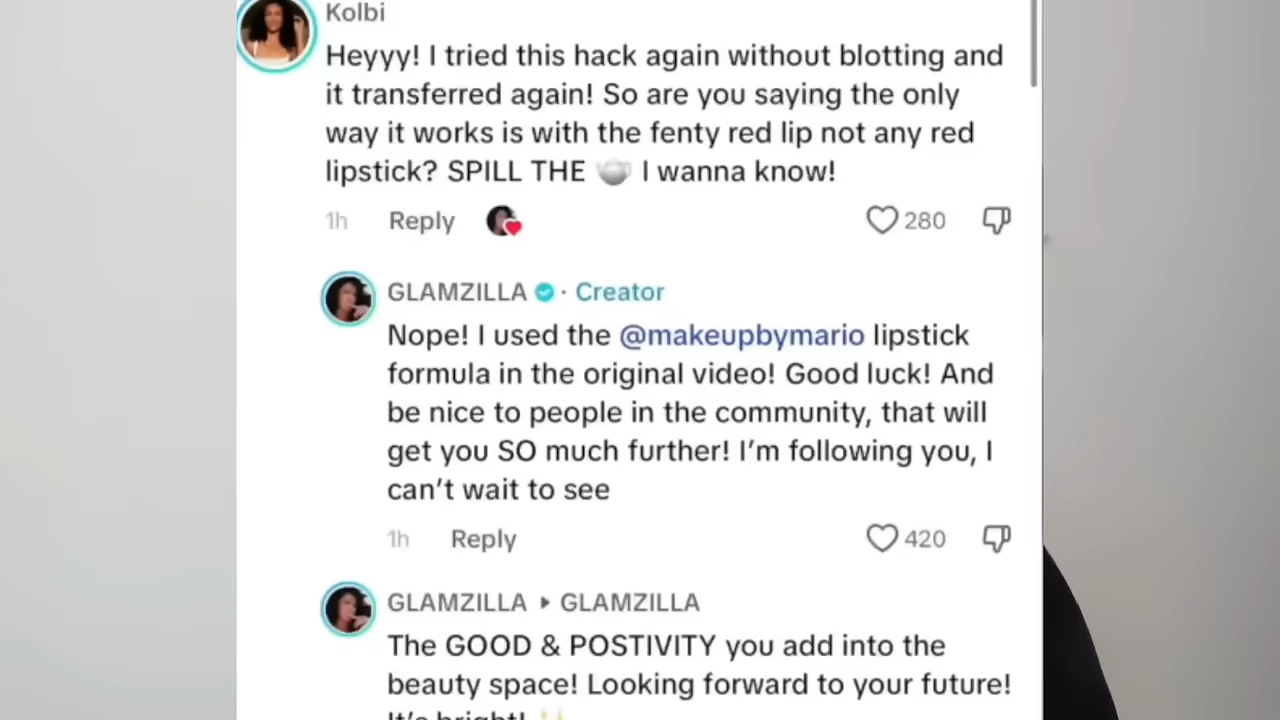 Kolbi
Heyyy! I tried this hack again without blotting and
it transferred again! So are you saying the only
way it works is with the fenty red lip not any red
lipstick? SPILL THE 🫖 I wanna know!
1h Reply 280
GLAMZILLA · Creator
Nope! I used the @makeupbymario lipstick
formula in the original video! Good luck! And
be nice to people in the community, that will
get you SO much further! I'm following you, I
can't wait to see
1h Reply 420
GLAMZILLA ▸ GLAMZILLA
The GOOD & POSTIVITY you add into the
beauty space! Looking forward to your future!
It's bright! ✨